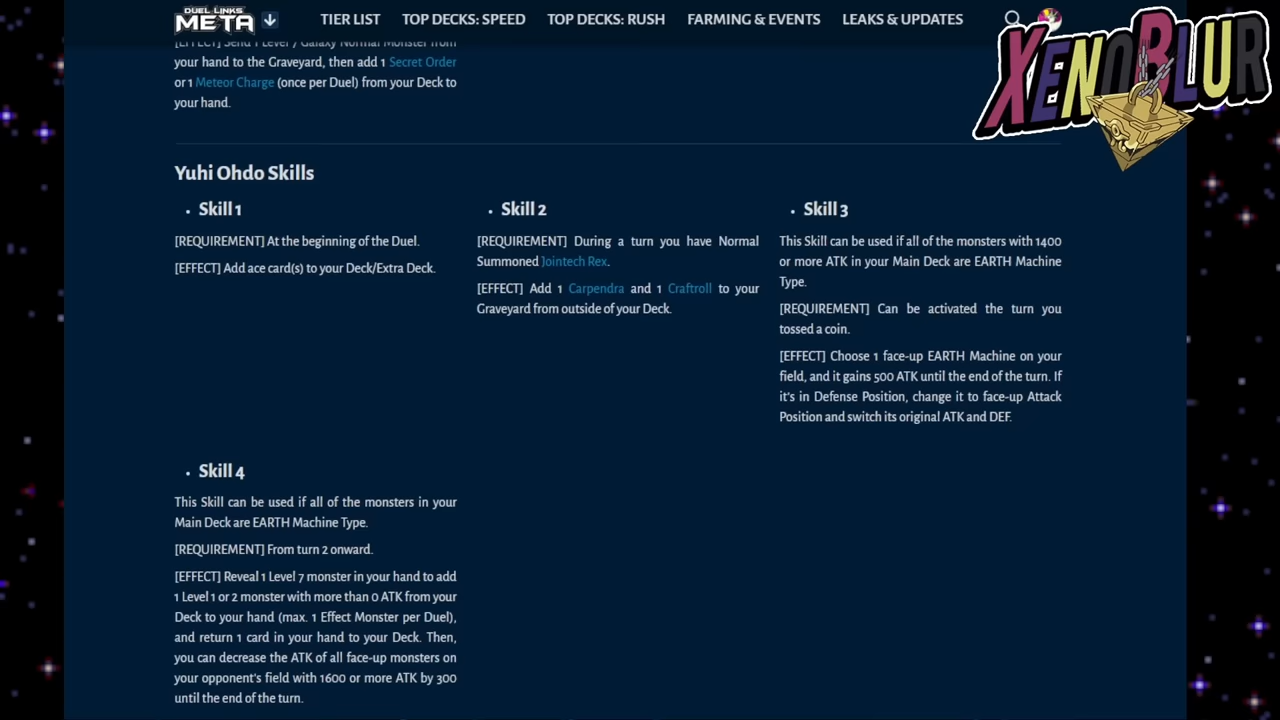 DUEL LINKS
META
TIER LIST
TOP DECKS: SPEED
TOP DECKS: RUSH
FARMING & EVENTS
LEAKS & UPDATES
XENOBLUR
[EFFECT] Send 1 Level 7 Galaxy Normal Monster from
your hand to the Graveyard, then add 1 Secret Order
or 1 Meteor Charge (once per Duel) from your Deck to
your hand.
Yuhi Ohdo Skills
• Skill 1
[REQUIREMENT] At the beginning of the Duel.
[EFFECT] Add ace card(s) to your Deck/Extra Deck.
• Skill 2
[REQUIREMENT] During a turn you have Normal
Summoned Jointech Rex.
[EFFECT] Add 1 Carpendra and 1 Craftroll to your
Graveyard from outside of your Deck.
• Skill 3
This Skill can be used if all of the monsters with 1400
or more ATK in your Main Deck are EARTH Machine
Type.
[REQUIREMENT] Can be activated the turn you
tossed a coin.
[EFFECT] Choose 1 face-up EARTH Machine on your
field, and it gains 500 ATK until the end of the turn. If
it's in Defense Position, change it to face-up Attack
Position and switch its original ATK and DEF.
• Skill 4
This Skill can be used if all of the monsters in your
Main Deck are EARTH Machine Type.
[REQUIREMENT] From turn 2 onward.
[EFFECT] Reveal 1 Level 7 monster in your hand to add
1 Level 1 or 2 monster with more than 0 ATK from your
Deck to your hand (max. 1 Effect Monster per Duel),
and return 1 card in your hand to your Deck. Then,
you can decrease the ATK of all face-up monsters on
your opponent's field with 1600 or more ATK by 300
until the end of the turn.